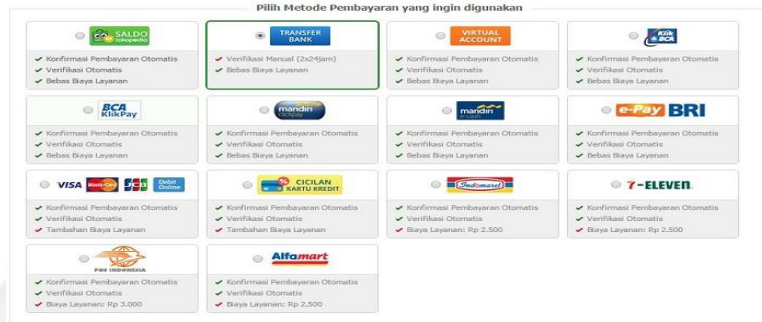 Pilih Metode Pembayaran yang ingin digunakan
SALDO
tokopedia
Konfirmasi Pembayaran Otomatis
Verifikasi Otomatis
Bebas Biaya Layanan
TRANSFER
BANK
Verifikasi Manual (2x24jam)
Bebas Biaya Layanan
VIRTUAL
ACCOUNT
Konfirmasi Pembayaran Otomatis
Verifikasi Otomatis
Bebas Biaya Layanan
Klik
BCA
Konfirmasi Pembayaran Otomatis
Verifikasi Otomatis
Bebas Biaya Layanan
BCA
KlikPay
Konfirmasi Pembayaran Otomatis
Verifikasi Otomatis
Bebas Biaya Layanan
mandiri
clickpay
Konfirmasi Pembayaran Otomatis
Verifikasi Otomatis
Bebas Biaya Layanan
mandiri
e-cash
Konfirmasi Pembayaran Otomatis
Verifikasi Otomatis
Bebas Biaya Layanan
e-Pay BRI
Konfirmasi Pembayaran Otomatis
Verifikasi Otomatis
Bebas Biaya Layanan
VISA MasterCard JCB Debit
Online
Konfirmasi Pembayaran Otomatis
Verifikasi Otomatis
Tambahan Biaya Layanan
% CICILAN
KARTU KREDIT
Konfirmasi Pembayaran Otomatis
Verifikasi Otomatis
Tambahan Biaya Layanan
Indomaret
Konfirmasi Pembayaran Otomatis
Verifikasi Otomatis
Biaya Layanan: Rp 2.500
7-ELEVEN.
Konfirmasi Pembayaran Otomatis
Verifikasi Otomatis
Biaya Layanan: Rp 2.500
POS INDONESIA
Konfirmasi Pembayaran Otomatis
Verifikasi Otomatis
Biaya Layanan: Rp 3.000
Alfamart
Konfirmasi Pembayaran Otomatis
Verifikasi Otomatis
Biaya Layanan: Rp 2.500